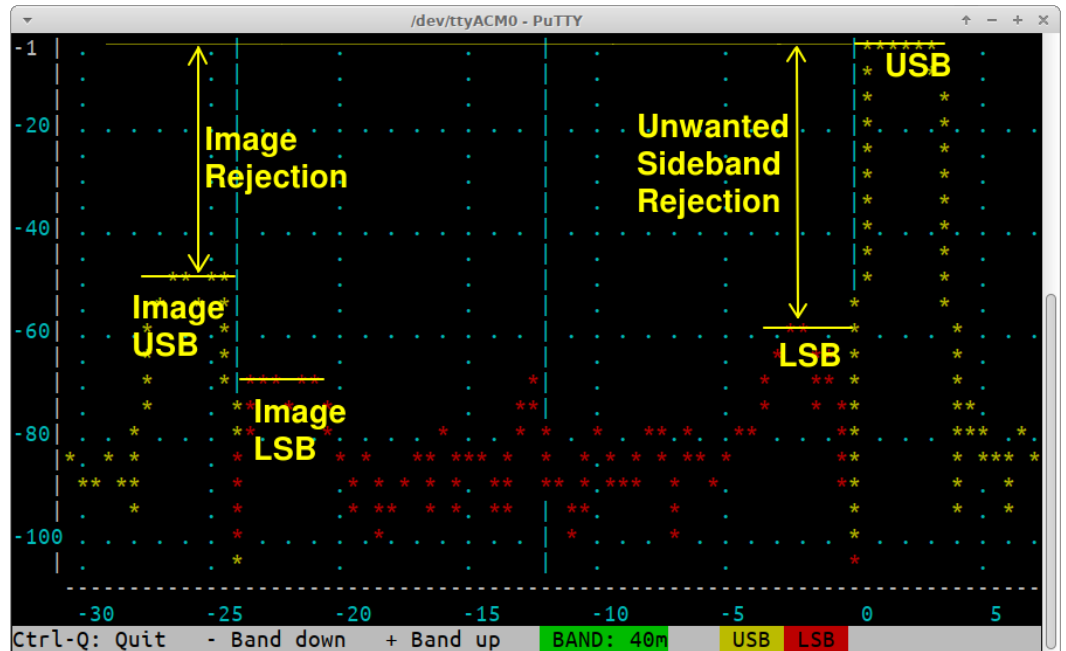 /dev/ttyACM0 - PuTTY
-1
USB
-20
Image
Rejection
Unwanted
Sideband
Rejection
-40
Image
USB
-60
LSB
Image
LSB
-80
-100
-30 -25 -20 -15 -10 -5 0 5
Ctrl-Q: Quit - Band down + Band up BAND: 40m USB LSB